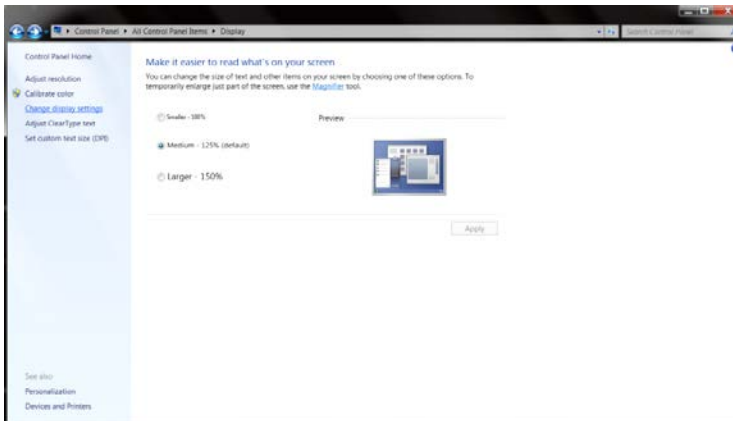 Control Panel ▸ All Control Panel Items ▸ Display
Search Control Panel
Control Panel Home
Adjust resolution
Calibrate color
Change display settings
Adjust ClearType text
Set custom text size (DPI)
See also
Personalization
Devices and Printers
Make it easier to read what's on your screen
You can change the size of text and other items on your screen by choosing one of these options. To
temporarily enlarge just part of the screen, use the Magnifier tool.
Smaller - 100%
Preview
Medium - 125% (default)
Larger - 150%
Apply